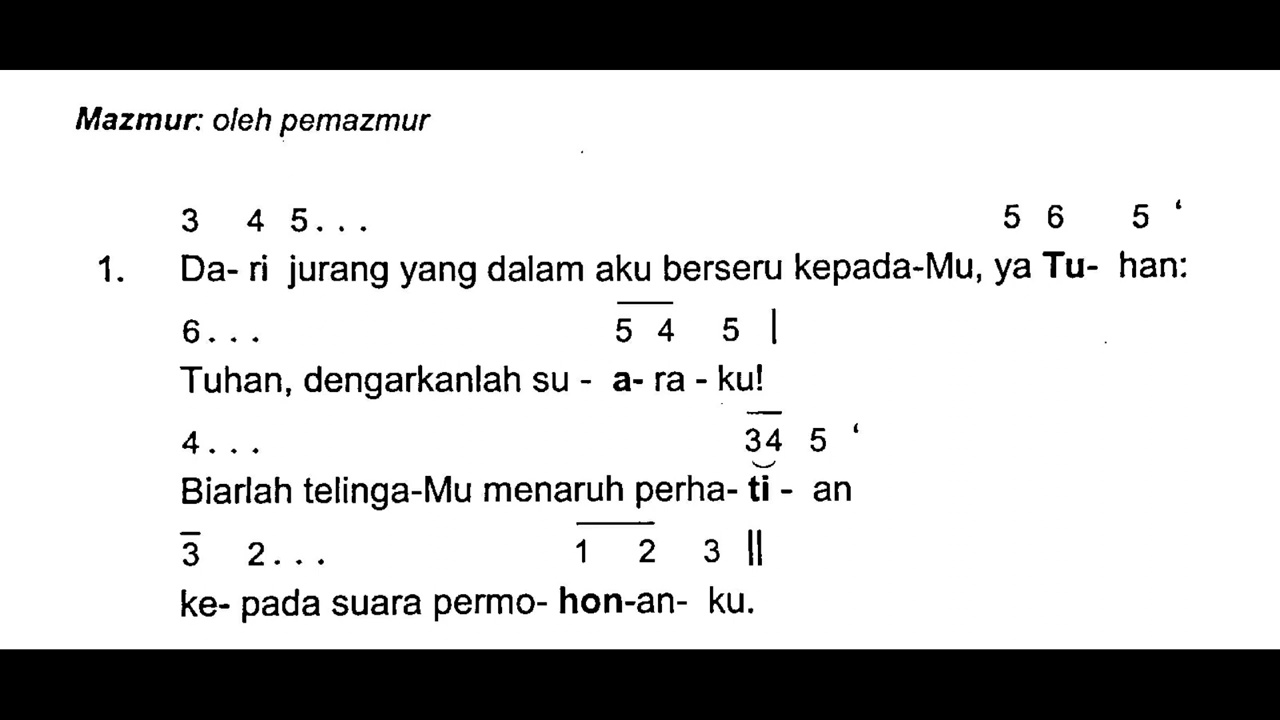 Mazmur: oleh pemazmur
3 4 5... 5 6 5 ‘
1. Da- ri jurang yang dalam aku berseru kepada-Mu, ya Tu- han:
6... 5 4 5 |
Tuhan, dengarkanlah su - a- ra - ku!
4... 34 5 ‘
Biarlah telinga-Mu menaruh perha- ti - an
3 2... 1 2 3 ||
ke- pada suara permo- hon-an- ku.